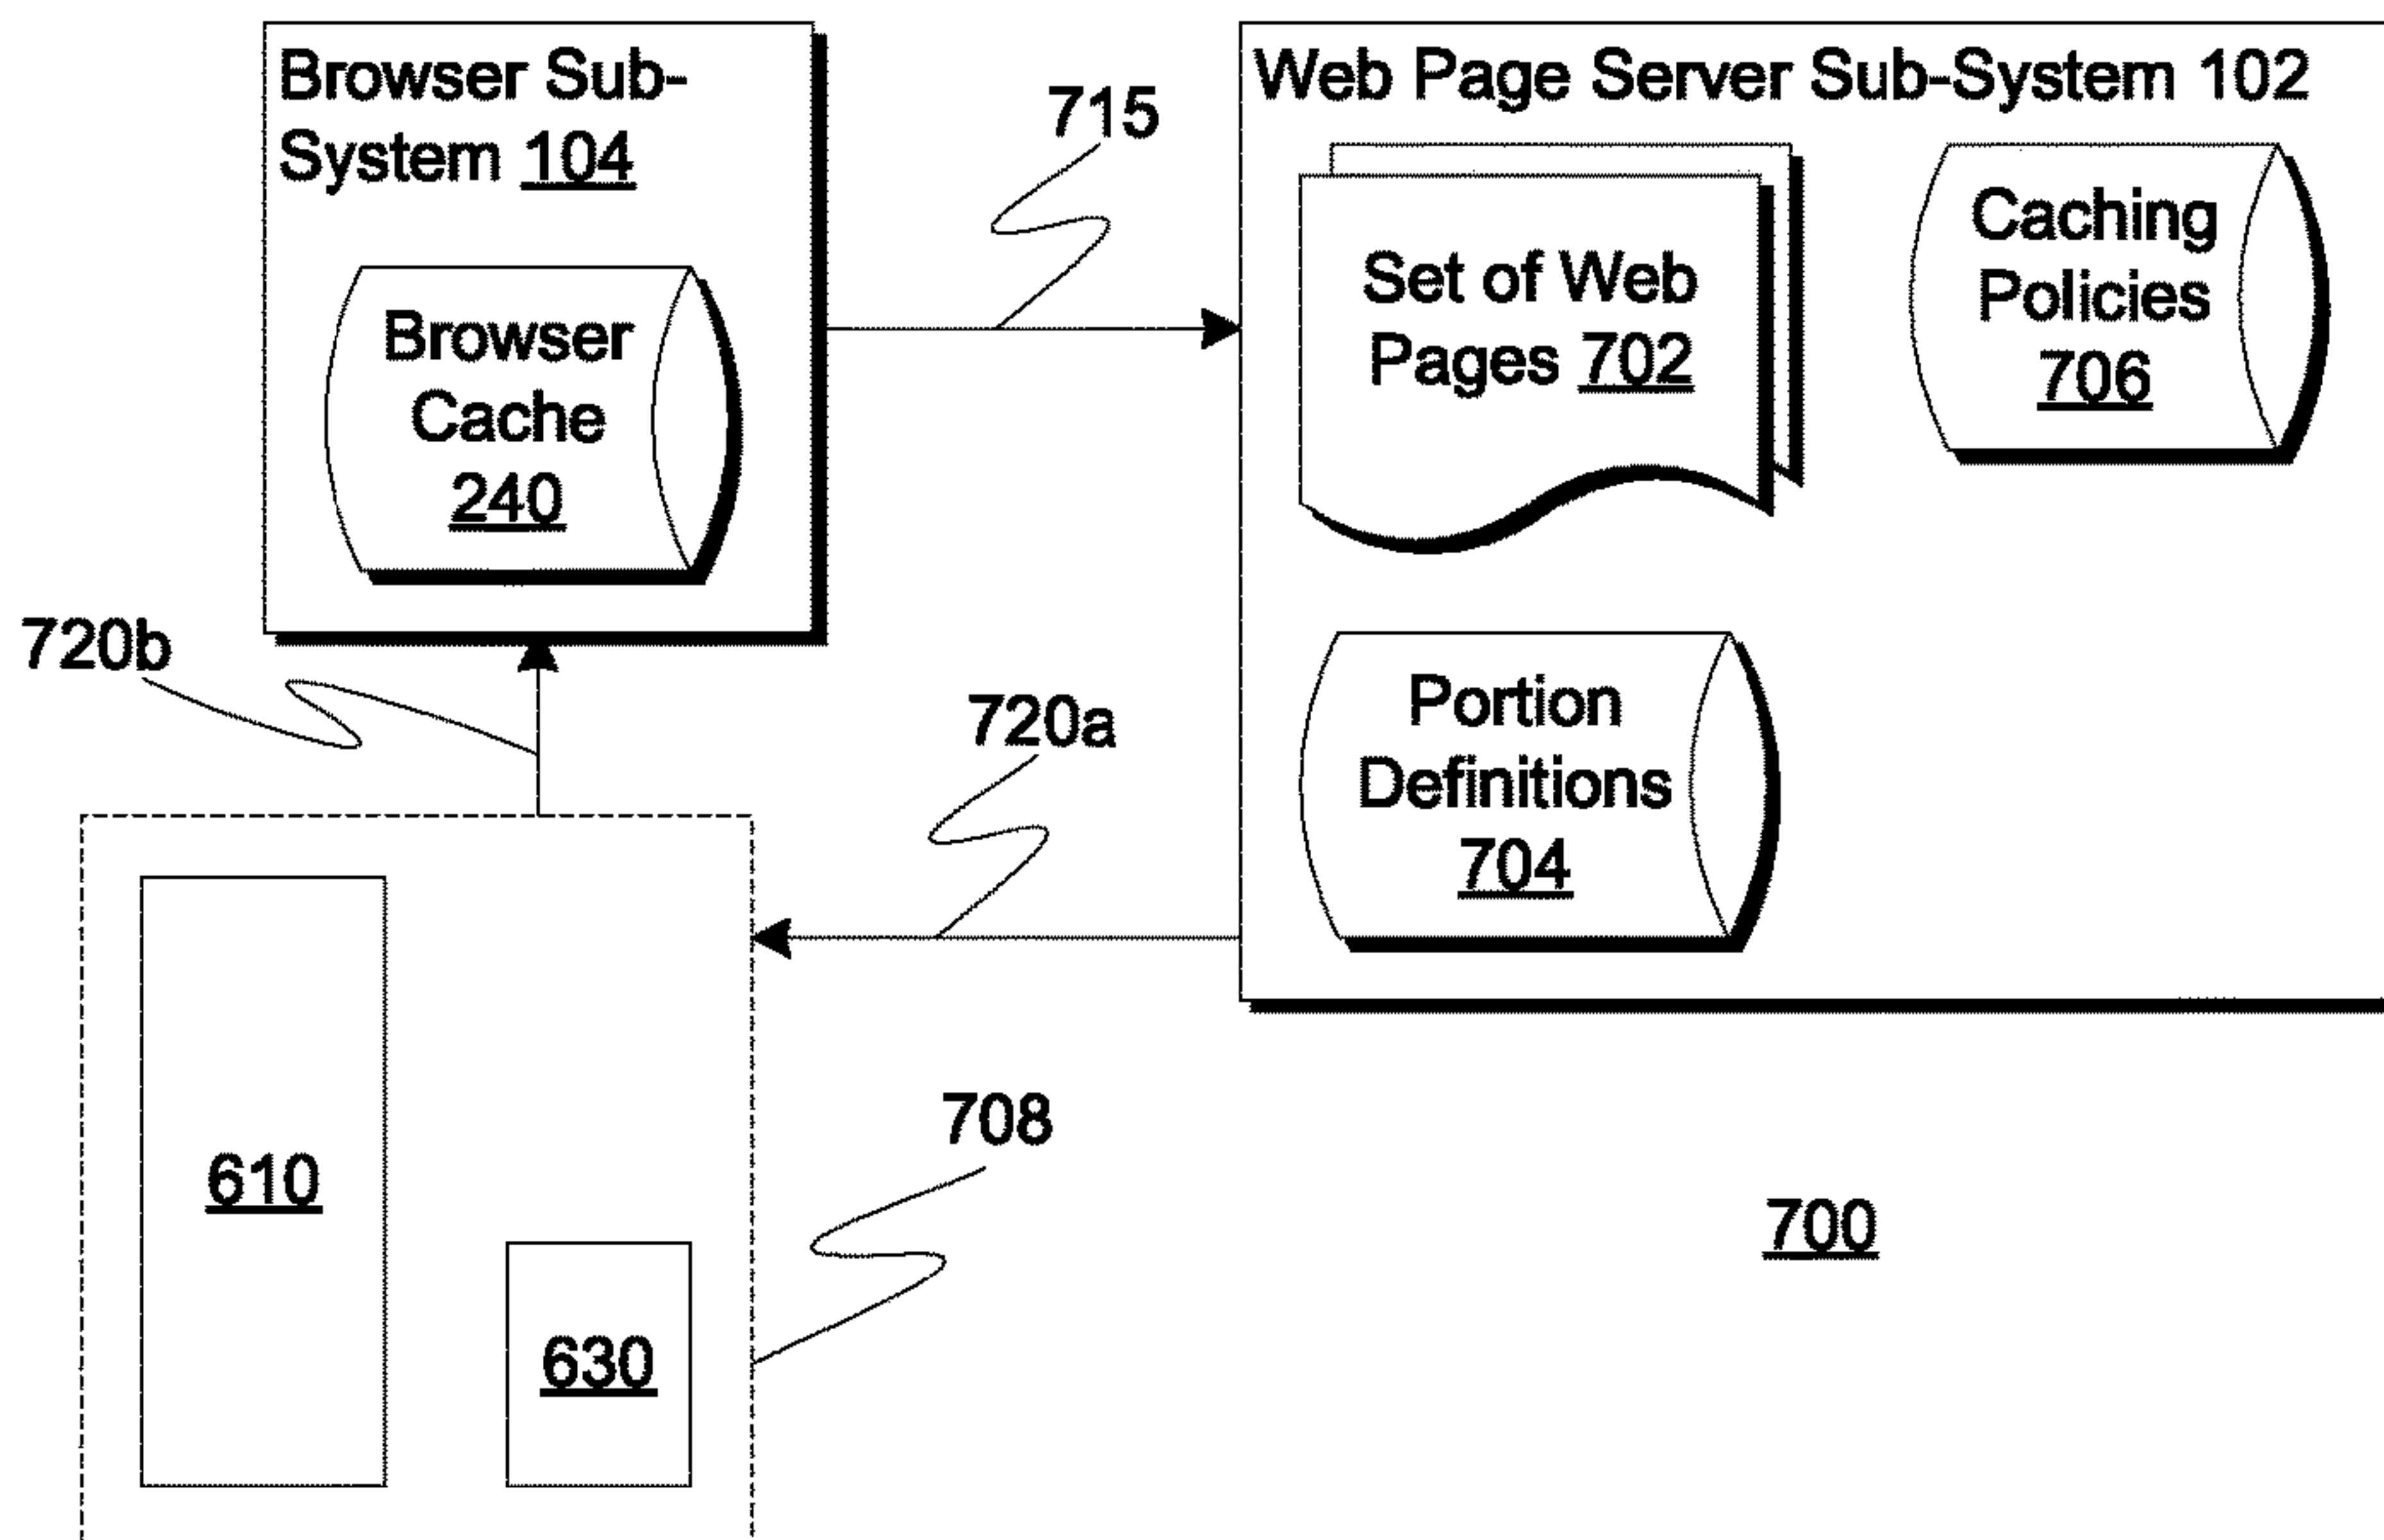 Browser Sub-
System 104
Browser
Cache
240
715
Web Page Server Sub-System 102
Set of Web
Pages 702
Caching
Policies
706
Portion
Definitions
704
720b
720a
610
630
708
700